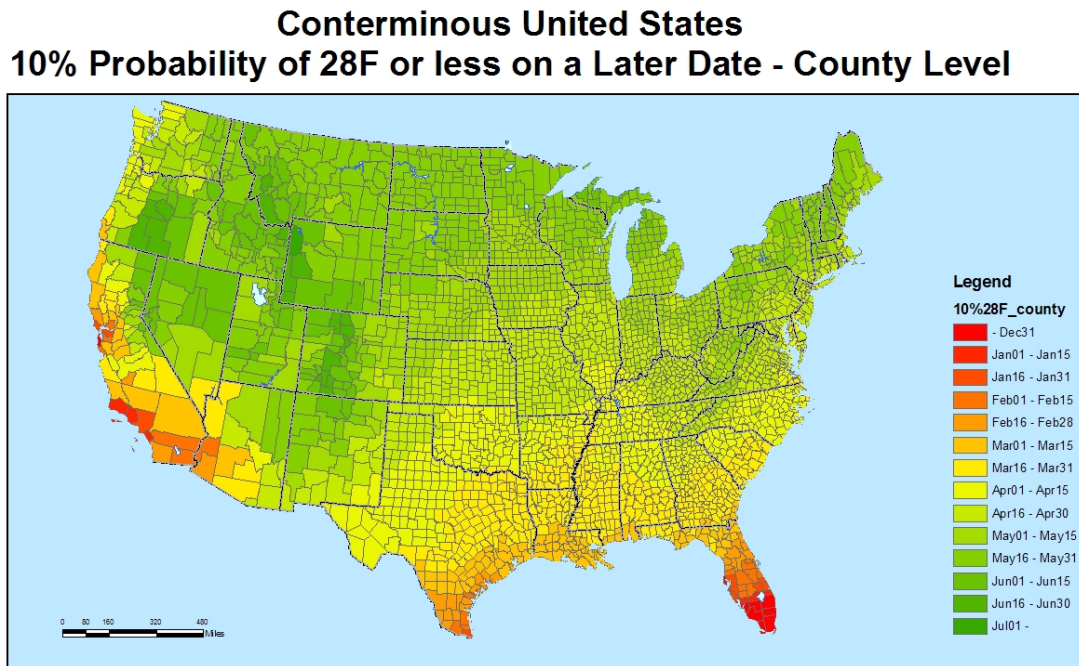 Conterminous United States
10% Probability of 28F or less on a Later Date - County Level
Legend
10%28F_county
- Dec31
Jan01 - Jan15
Jan16 - Jan31
Feb01 - Feb15
Feb16 - Feb28
Mar01 - Mar15
Mar16 - Mar31
Apr01 - Apr15
Apr16 - Apr30
May01 - May15
May16 - May31
Jun01 - Jun15
Jun16 - Jun30
Jul01 -
0 80 160 320 480
Miles